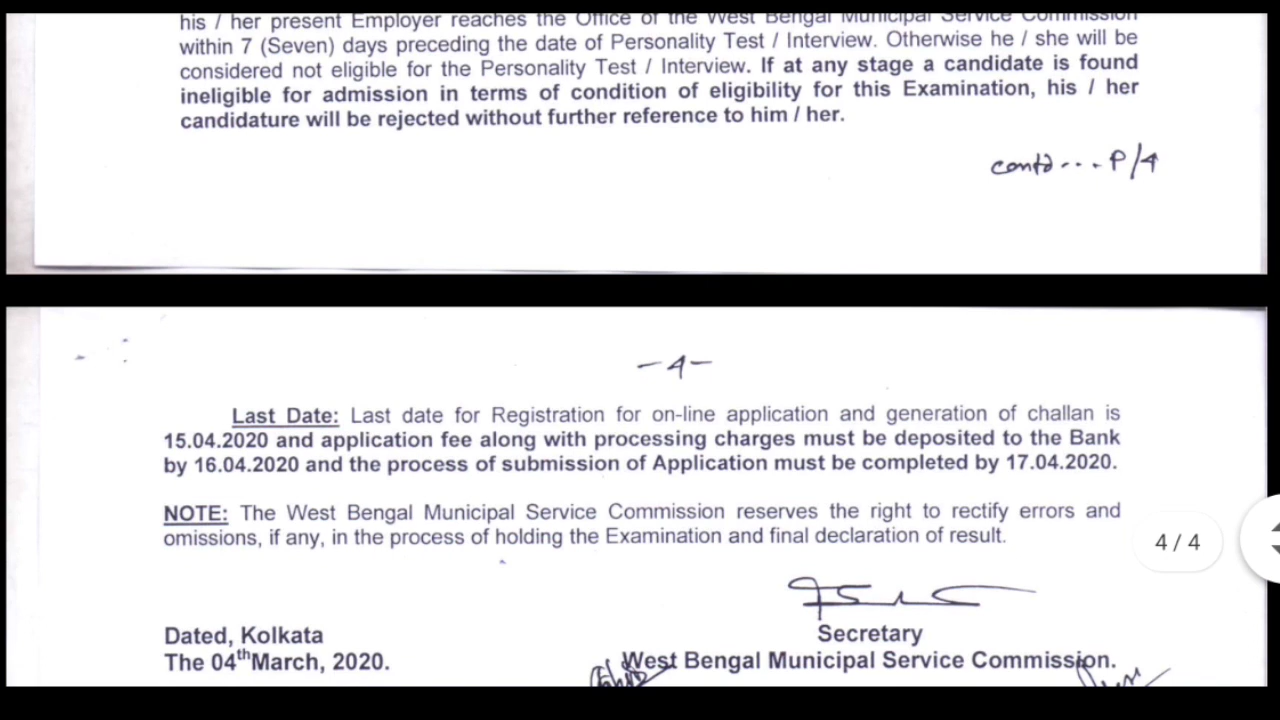 his / her present Employer reaches the Office of the West Bengal Municipal Service Commission
within 7 (Seven) days preceding the date of Personality Test / Interview. Otherwise he / she will be
considered not eligible for the Personality Test / Interview. If at any stage a candidate is found
ineligible for admission in terms of condition of eligibility for this Examination, his / her
candidature will be rejected without further reference to him / her.
contd... P/4
-4-
Last Date: Last date for Registration for on-line application and generation of challan is
15.04.2020 and application fee along with processing charges must be deposited to the Bank
by 16.04.2020 and the process of submission of Application must be completed by 17.04.2020.
NOTE: The West Bengal Municipal Service Commission reserves the right to rectify errors and
omissions, if any, in the process of holding the Examination and final declaration of result.
4 / 4
Dated, Kolkata
The 04th March, 2020.
Secretary
West Bengal Municipal Service Commission.